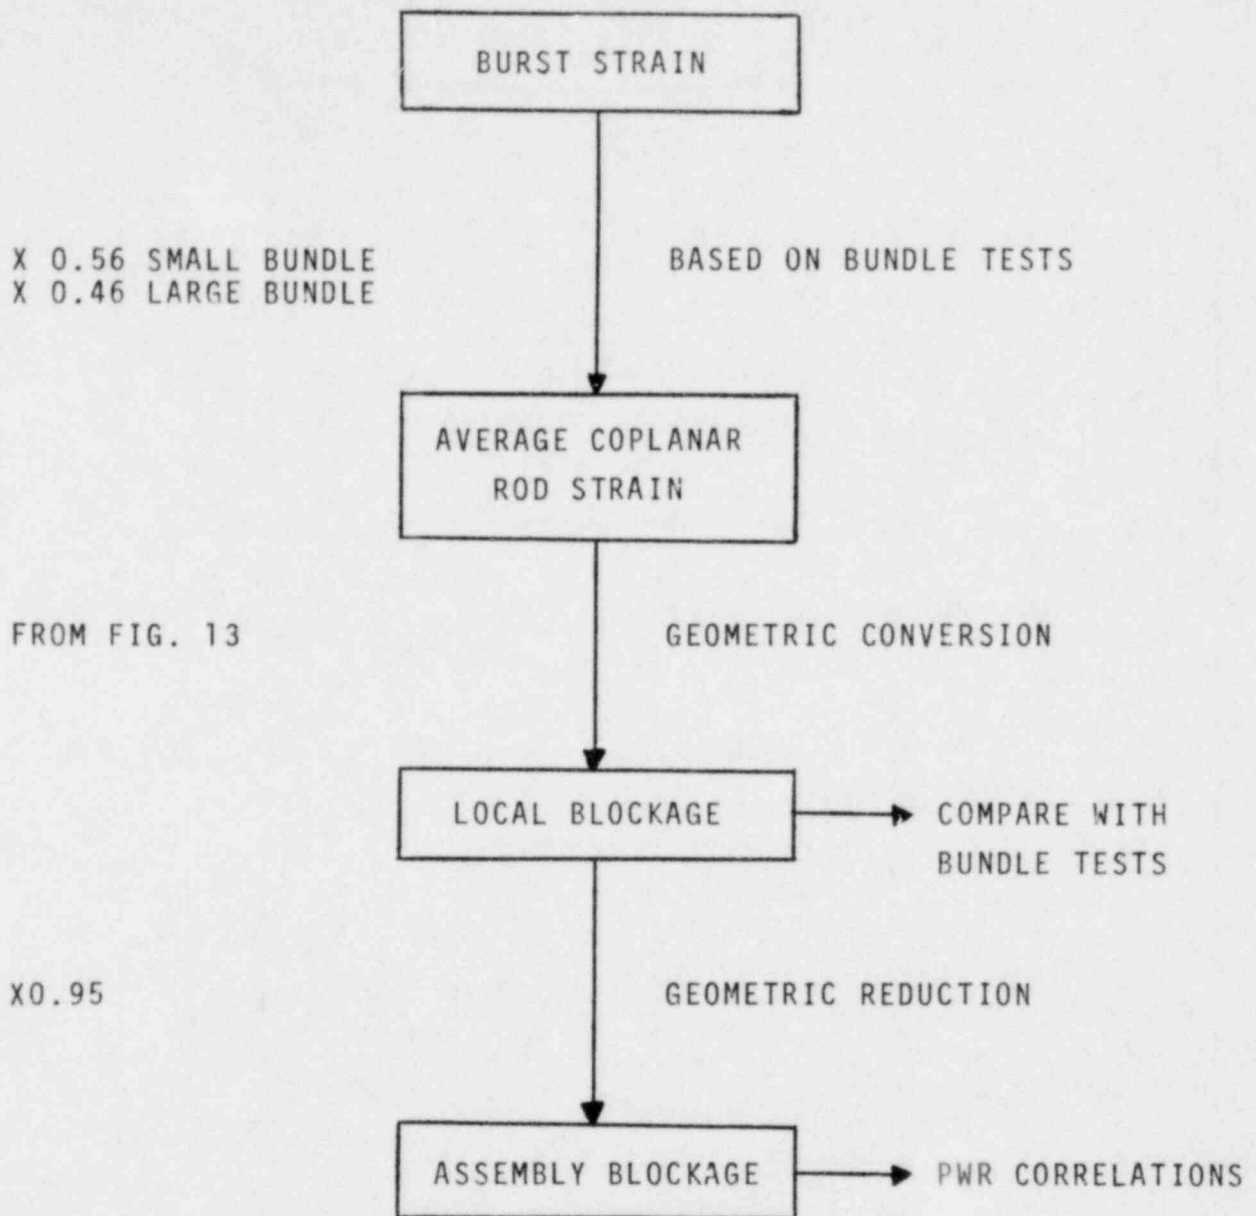 BURST STRAIN
X 0.56 SMALL BUNDLE
X 0.46 LARGE BUNDLE
BASED ON BUNDLE TESTS
AVERAGE COPLANAR
ROD STRAIN
FROM FIG. 13
GEOMETRIC CONVERSION
LOCAL BLOCKAGE
COMPARE WITH
BUNDLE TESTS
X0.95
GEOMETRIC REDUCTION
ASSEMBLY BLOCKAGE
PWR CORRELATIONS